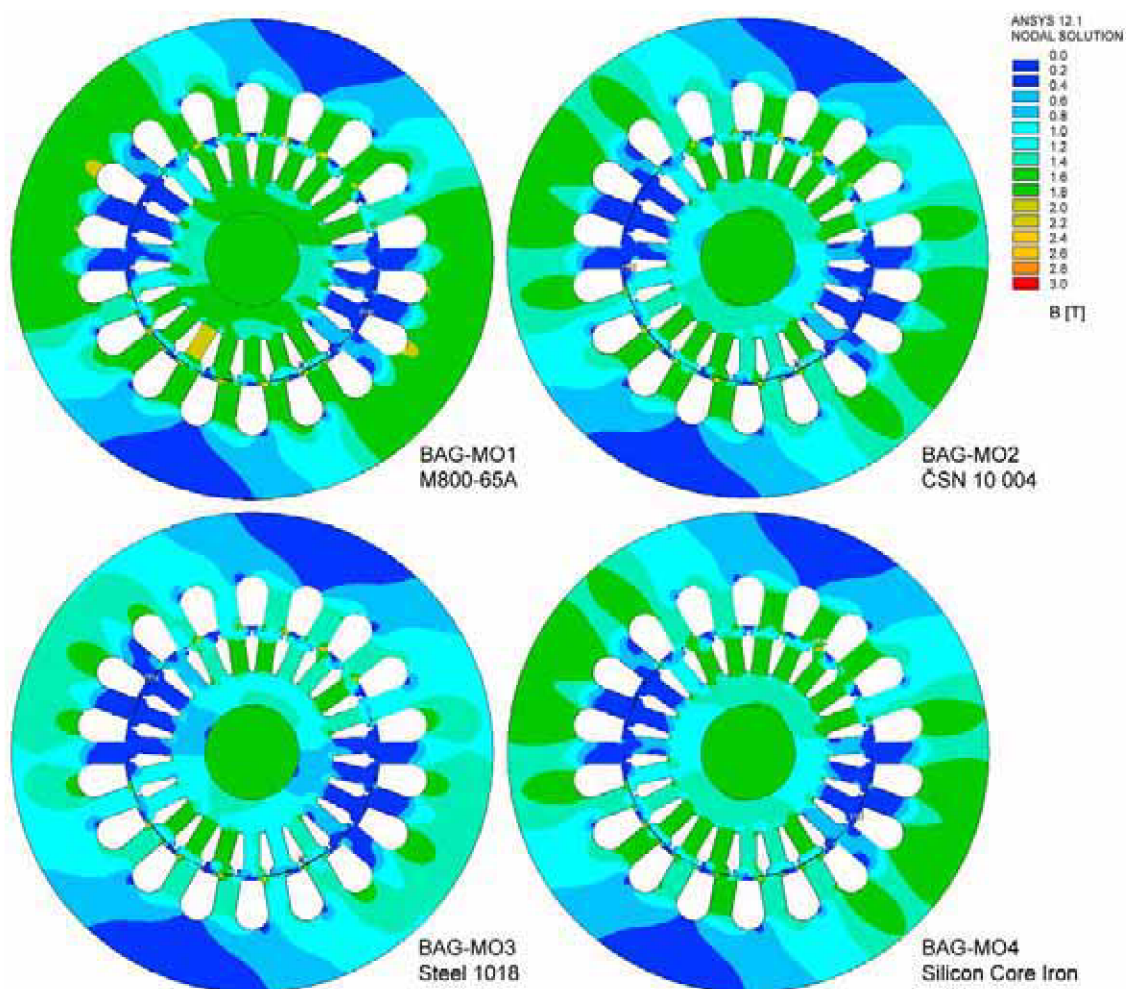 ANSYS 12.1
NODAL SOLUTION
0.0
0.2
0.4
0.6
0.8
1.0
1.2
1.4
1.6
1.8
2.0
2.2
2.4
2.6
2.8
3.0
B [T]
BAG-MO1
M800-65A
BAG-MO2
ČSN 10 004
BAG-MO3
Steel 1018
BAG-MO4
Silicon Core Iron